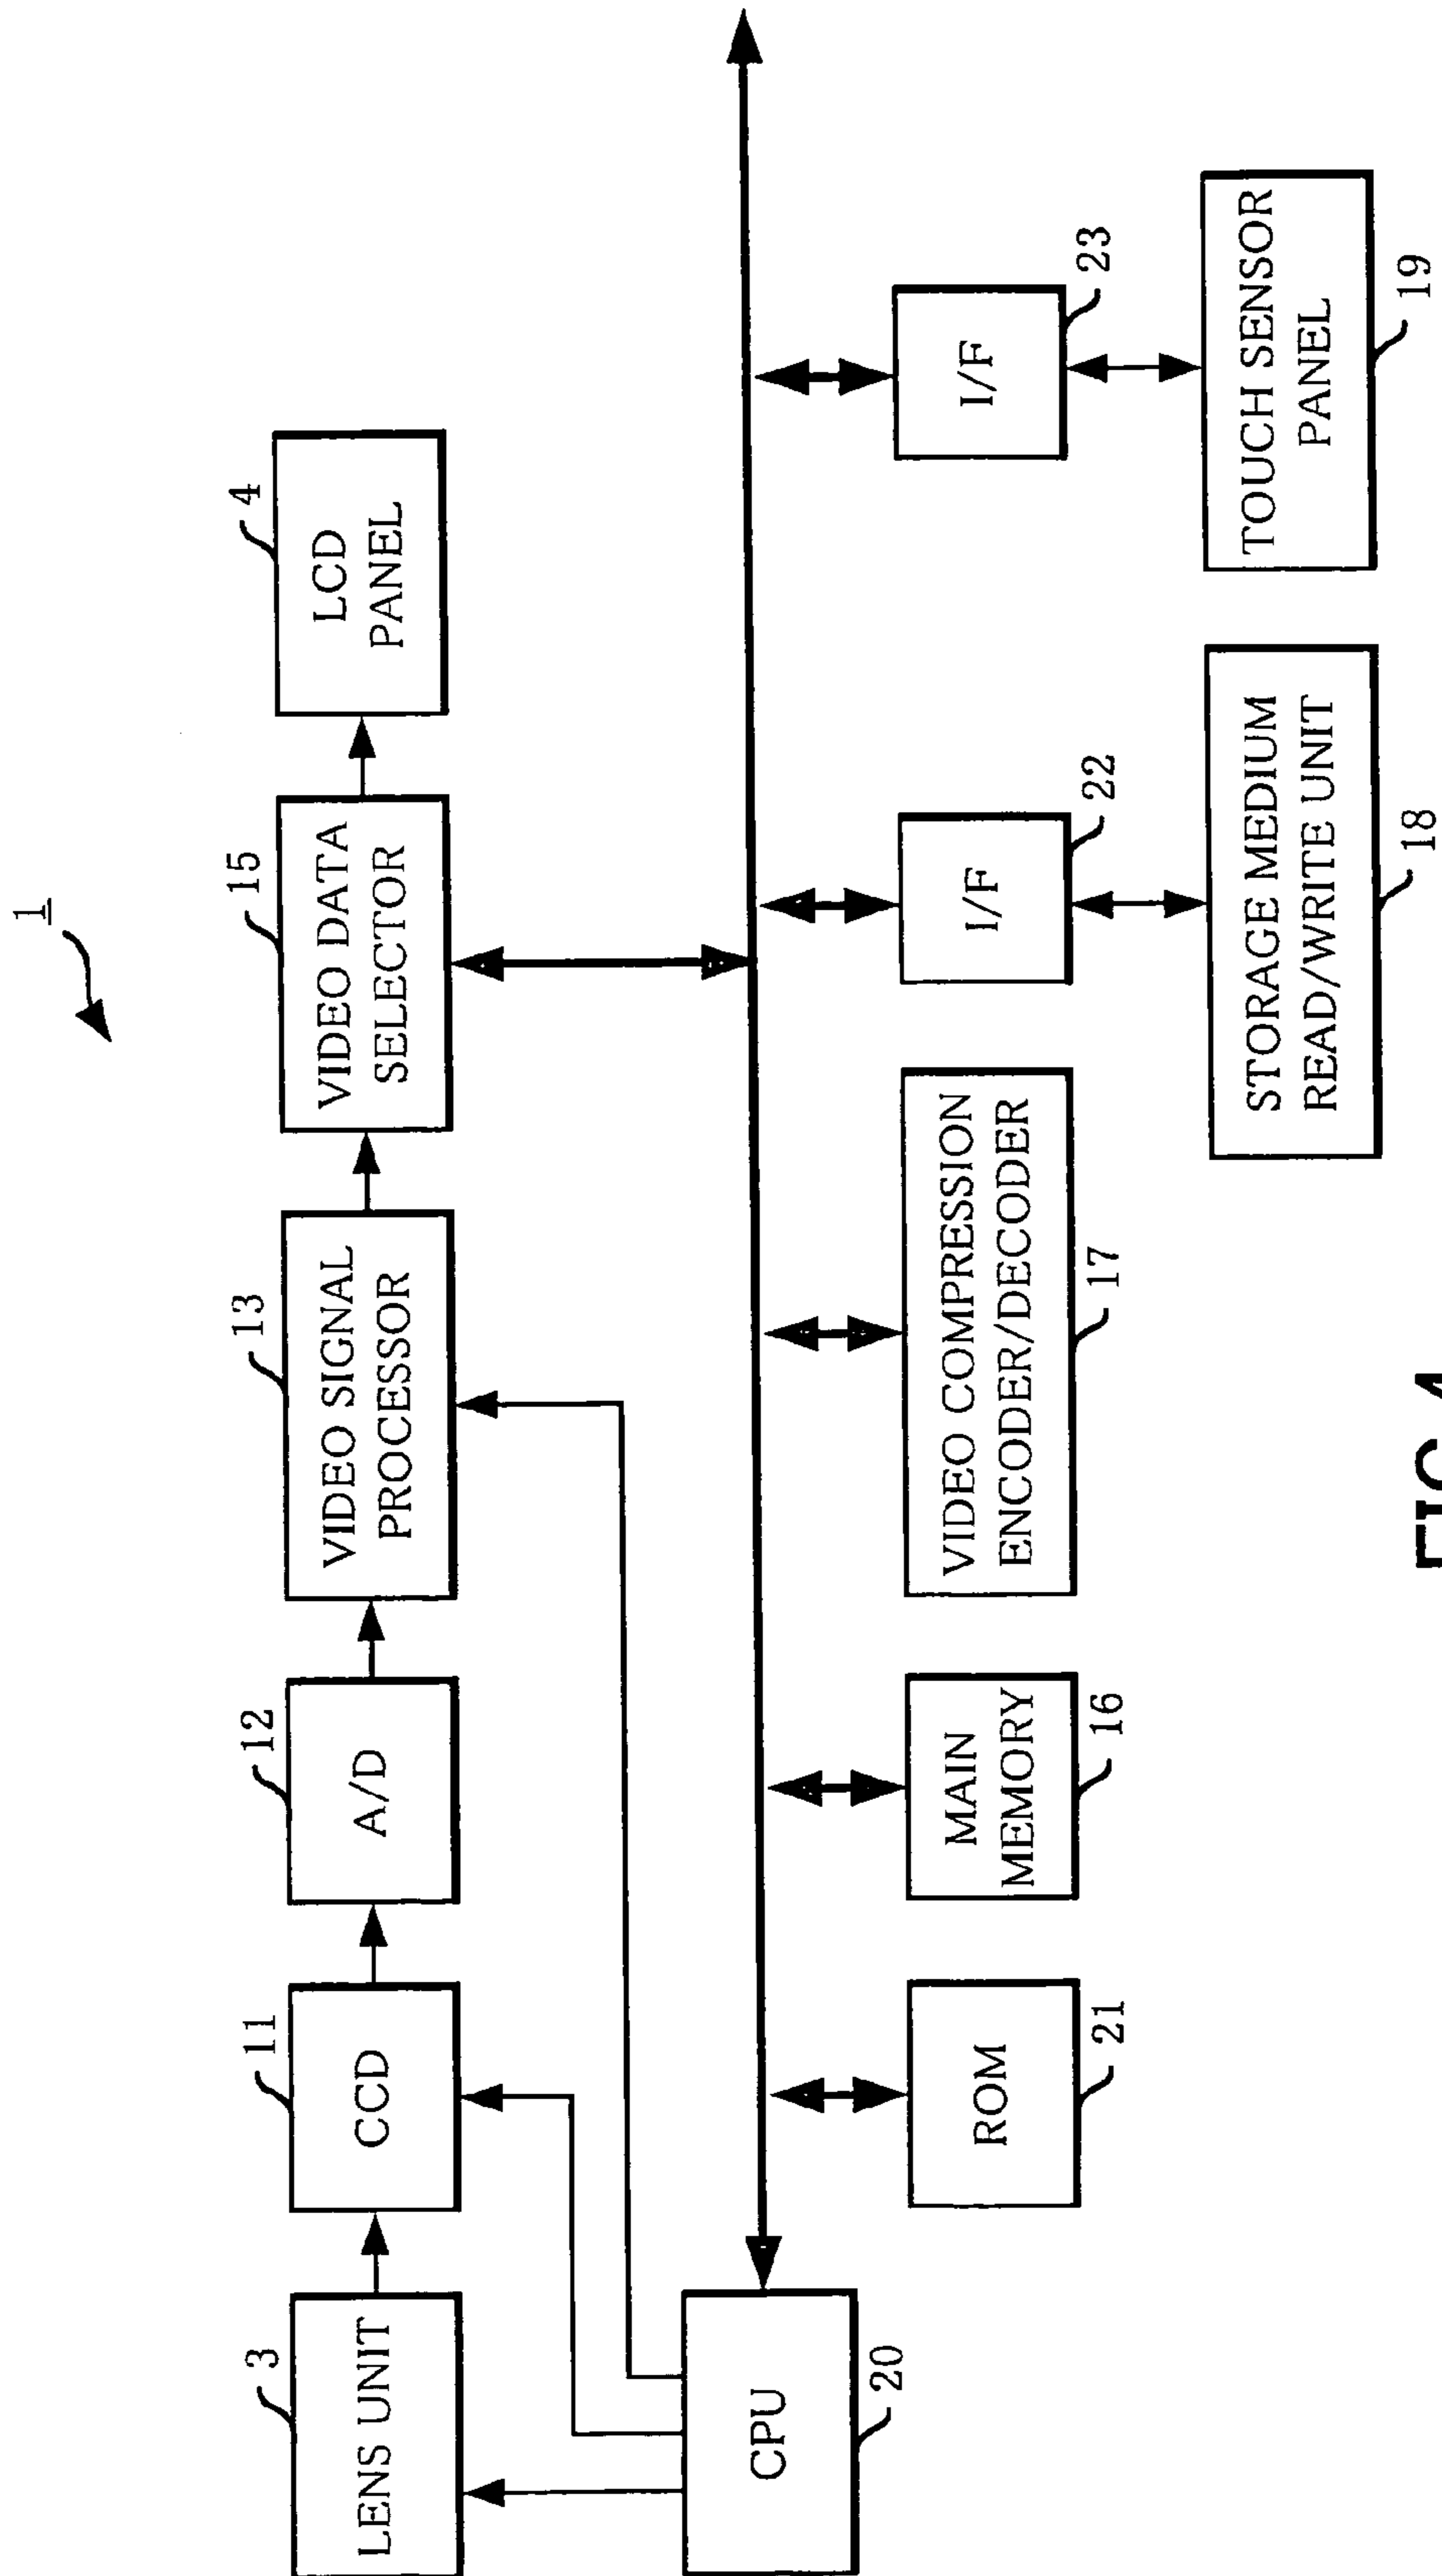 1
3
LENS UNIT
11
CCD
12
A/D
13
VIDEO SIGNAL
PROCESSOR
15
VIDEO DATA
SELECTOR
4
LCD
PANEL
CPU
20
ROM
21
MAIN
MEMORY
16
VIDEO COMPRESSION
ENCODER/DECODER
17
I/F
22
STORAGE MEDIUM
READ/WRITE UNIT
18
I/F
23
TOUCH SENSOR
PANEL
19